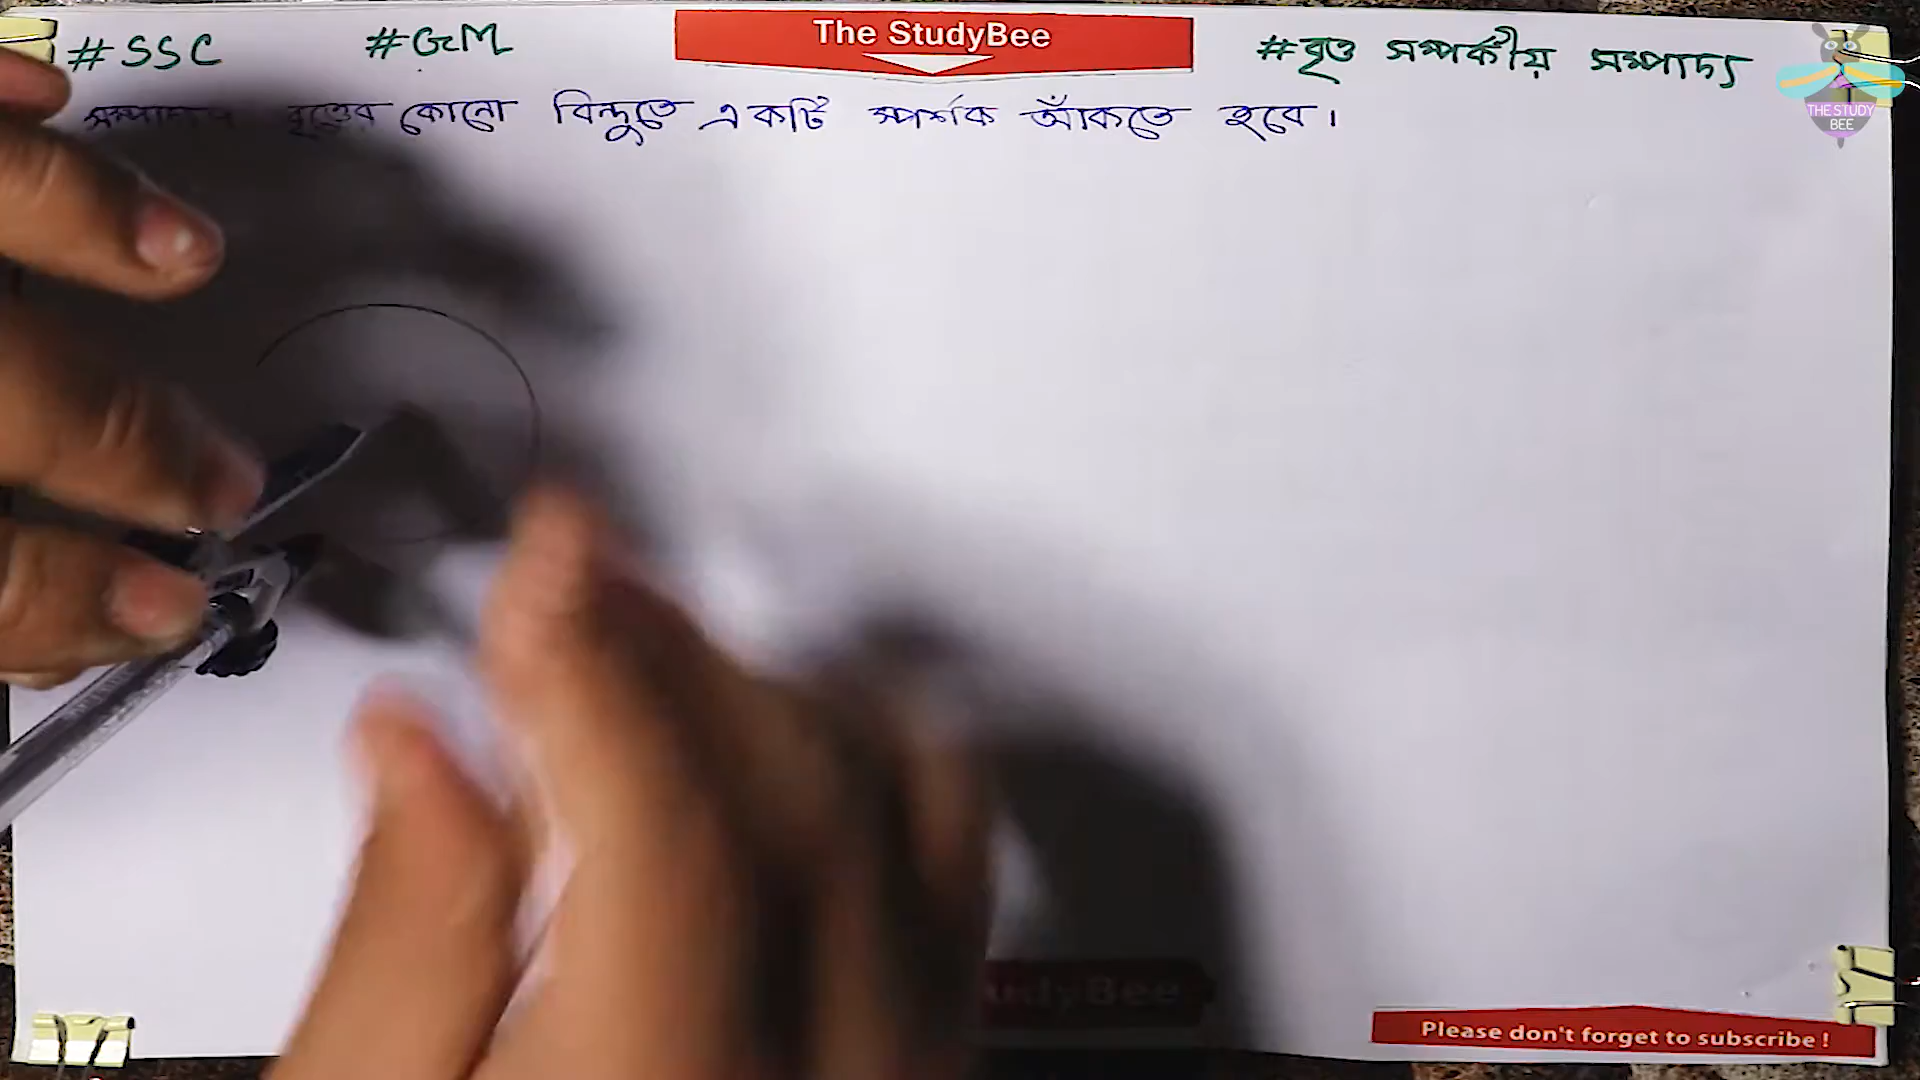 #SSC #GM The StudyBee #বৃত্ত সম্পর্কীয় সম্পাদ্য
THE STUDY
BEE
বৃত্তের কোনো বিন্দুতে একটি স্পর্শক আঁকতে হবে।
Please don't forget to subscribe !